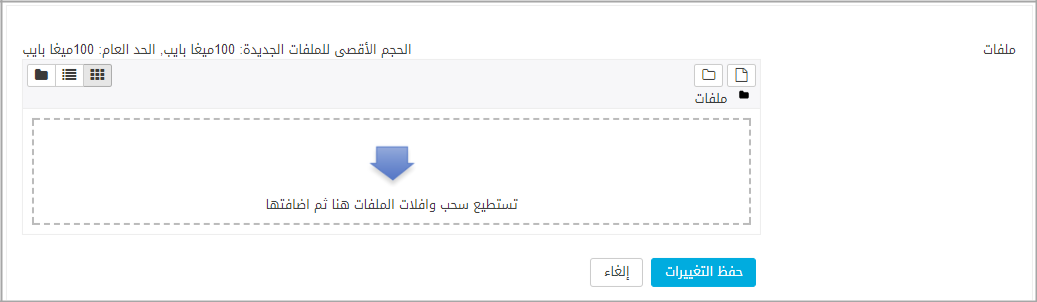 ملفات
الحجم الأقصى للملفات الجديدة: 100ميغا بايب, الحد العام: 100ميغا بايب
ملفات
تستطيع سحب وافلات الملفات هنا ثم اضافتها
حفظ التغييرات
إلغاء